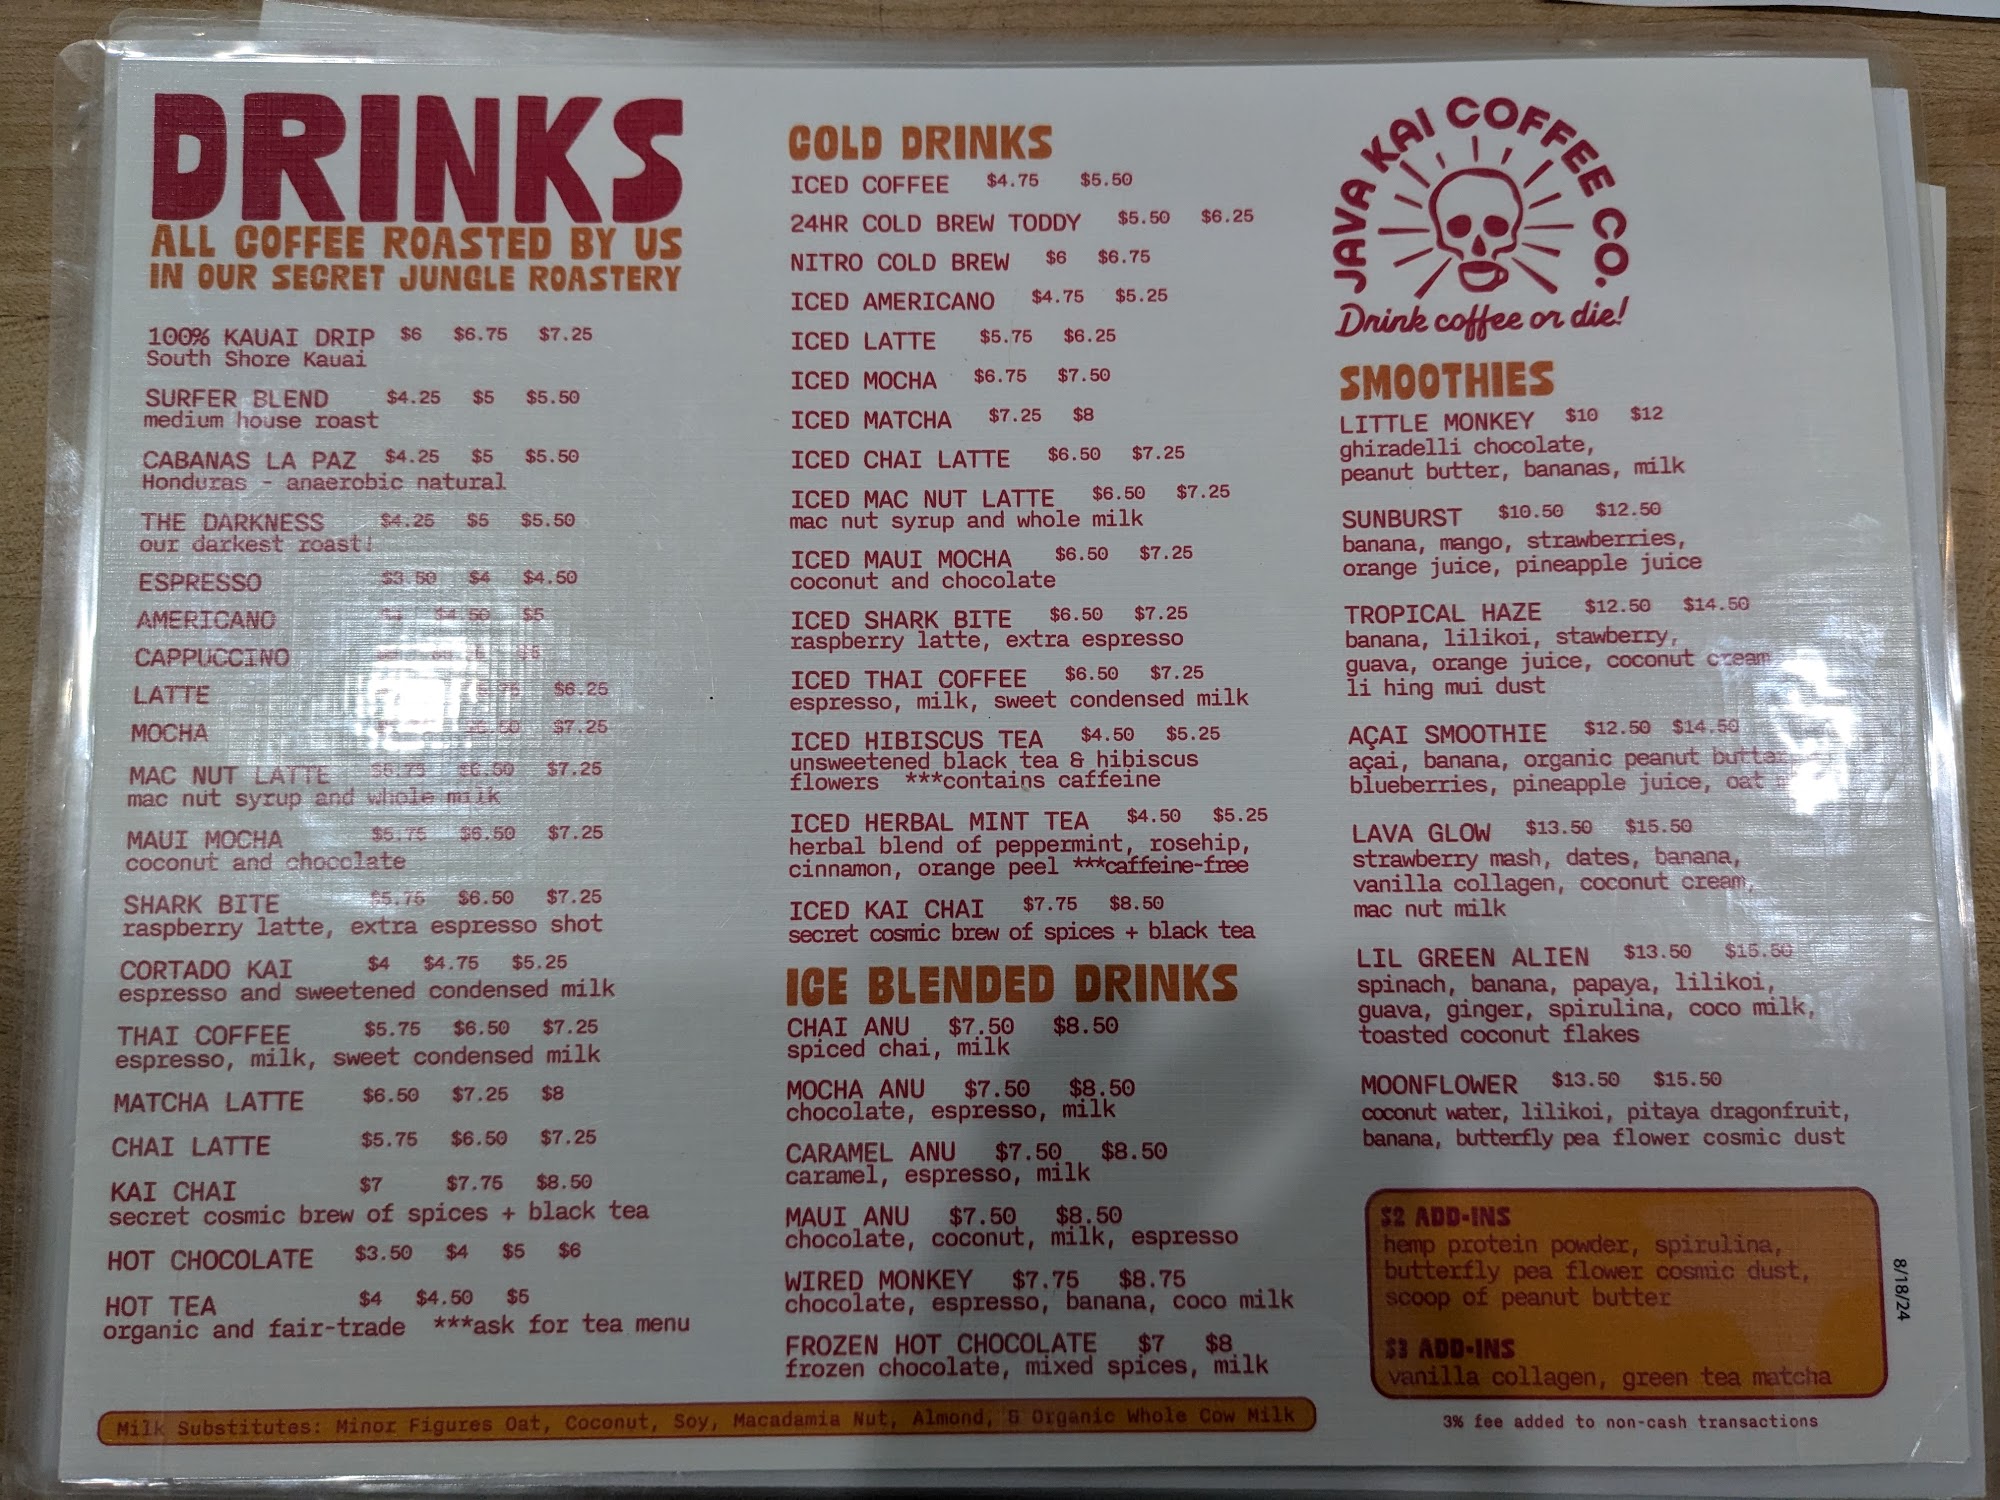 DRINKS
ALL COFFEE ROASTED BY US
IN OUR SECRET JUNGLE ROASTERY
100% KAUAI DRIP $6 $6.75 $7.25
South Shore Kauai
SURFER BLEND $4.25 $5 $5.50
medium house roast
CABANAS LA PAZ $4.25 $5 $5.50
Honduras - anaerobic natural
THE DARKNESS $4.25 $5 $5.50
our darkest roast!
ESPRESSO $3.50 $4 $4.50
AMERICANO $4.50 $5
CAPPUCCINO
LATTE $6.25
MOCHA $7.25
MAC NUT LATTE $5.75 $6.50 $7.25
mac nut syrup and whole milk
MAUI MOCHA $5.75 $6.50 $7.25
coconut and chocolate
SHARK BITE $5.75 $6.50 $7.25
raspberry latte, extra espresso shot
CORTADO KAI $4 $4.75 $5.25
espresso and sweetened condensed milk
THAI COFFEE $5.75 $6.50 $7.25
espresso, milk, sweet condensed milk
MATCHA LATTE $6.50 $7.25 $8
CHAI LATTE $5.75 $6.50 $7.25
KAI CHAI $7 $7.75 $8.50
secret cosmic brew of spices + black tea
HOT CHOCOLATE $3.50 $4 $5 $6
HOT TEA $4 $4.50 $5
organic and fair-trade ***ask for tea menu
Milk Substitutes: Minor Figures Oat, Coconut, Soy, Macadamia Nut, Almond, & Organic Whole Cow Milk
COLD DRINKS
ICED COFFEE $4.75 $5.50
24HR COLD BREW TODDY $5.50 $6.25
NITRO COLD BREW $6 $6.75
ICED AMERICANO $4.75 $5.25
ICED LATTE $5.75 $6.25
ICED MOCHA $6.75 $7.50
ICED MATCHA $7.25 $8
ICED CHAI LATTE $6.50 $7.25
ICED MAC NUT LATTE $6.50 $7.25
mac nut syrup and whole milk
ICED MAUI MOCHA $6.50 $7.25
coconut and chocolate
ICED SHARK BITE $6.50 $7.25
raspberry latte, extra espresso
ICED THAI COFFEE $6.50 $7.25
espresso, milk, sweet condensed milk
ICED HIBISCUS TEA $4.50 $5.25
unsweetened black tea & hibiscus
flowers ***contains caffeine
ICED HERBAL MINT TEA $4.50 $5.25
herbal blend of peppermint, rosehip,
cinnamon, orange peel ***caffeine-free
ICED KAI CHAI $7.75 $8.50
secret cosmic brew of spices + black tea
ICE BLENDED DRINKS
CHAI ANU $7.50 $8.50
spiced chai, milk
MOCHA ANU $7.50 $8.50
chocolate, espresso, milk
CARAMEL ANU $7.50 $8.50
caramel, espresso, milk
MAUI ANU $7.50 $8.50
chocolate, coconut, milk, espresso
WIRED MONKEY $7.75 $8.75
chocolate, espresso, banana, coco milk
FROZEN HOT CHOCOLATE $7 $8
frozen chocolate, mixed spices, milk
JAVA KAI COFFEE CO.
Drink coffee or die!
SMOOTHIES
LITTLE MONKEY $10 $12
ghiradelli chocolate,
peanut butter, bananas, milk
SUNBURST $10.50 $12.50
banana, mango, strawberries,
orange juice, pineapple juice
TROPICAL HAZE $12.50 $14.50
banana, lilikoi, stawberry,
guava, orange juice, coconut cream
li hing mui dust
AÇAI SMOOTHIE $12.50 $14.50
açai, banana, organic peanut butter
blueberries, pineapple juice, oat
LAVA GLOW $13.50 $15.50
strawberry mash, dates, banana,
vanilla collagen, coconut cream,
mac nut milk
LIL GREEN ALIEN $13.50 $15.50
spinach, banana, papaya, lilikoi,
guava, ginger, spirulina, coco milk,
toasted coconut flakes
MOONFLOWER $13.50 $15.50
coconut water, lilikoi, pitaya dragonfruit,
banana, butterfly pea flower cosmic dust
$2 ADD-INS
hemp protein powder, spirulina,
butterfly pea flower cosmic dust,
scoop of peanut butter
$3 ADD-INS
vanilla collagen, green tea matcha
3% fee added to non-cash transactions
8/18/24